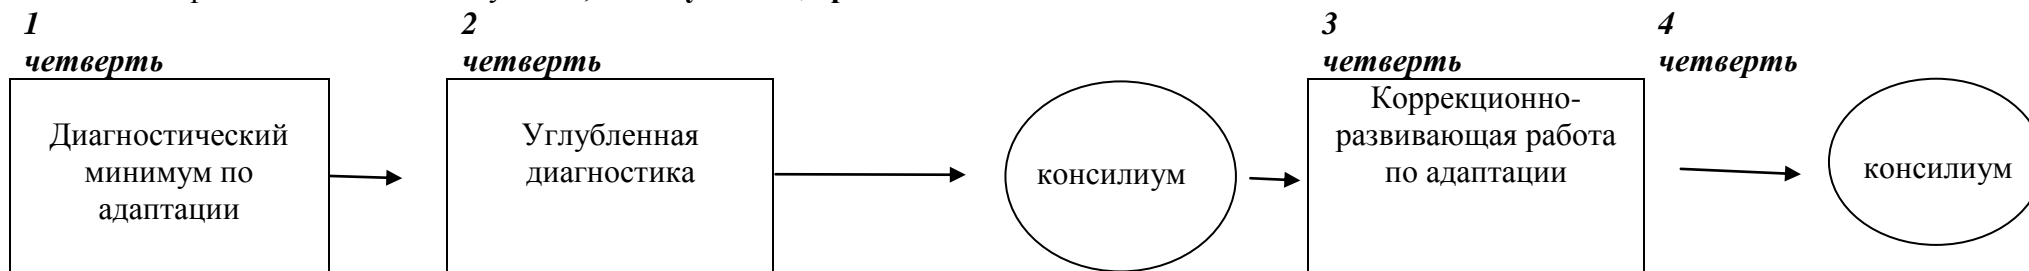 1
четверть
2
четверть
3
четверть
4
четверть
Диагностический
минимум по
адаптации
Углубленная
диагностика
консилиум
Коррекционно-
развивающая работа
по адаптации
консилиум